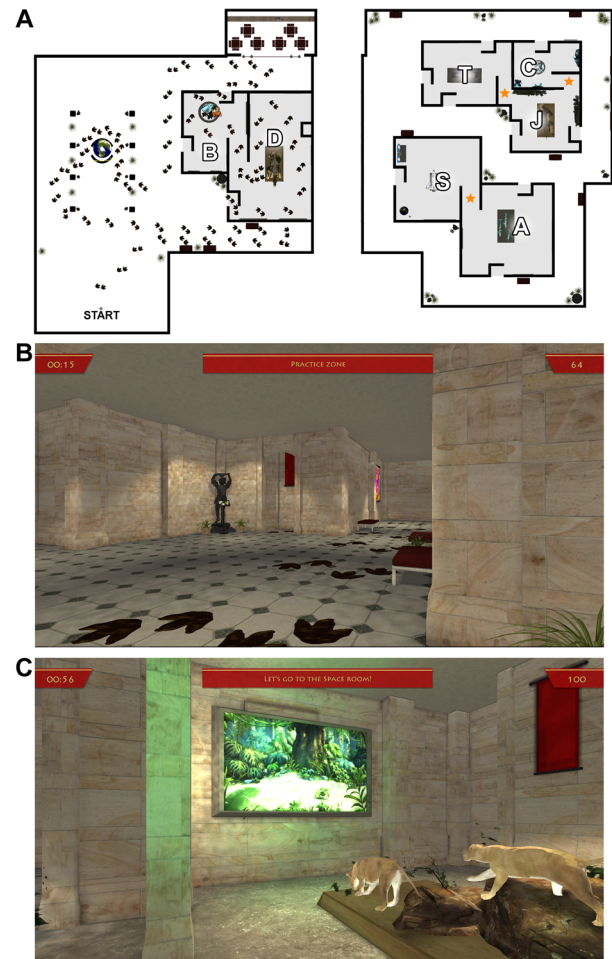 A
T
C
J
B
D
S
A
START
B
00:15
PRACTICE ZONE
64
C
00:56
LET'S GO TO THE SPACE ROOM!
100